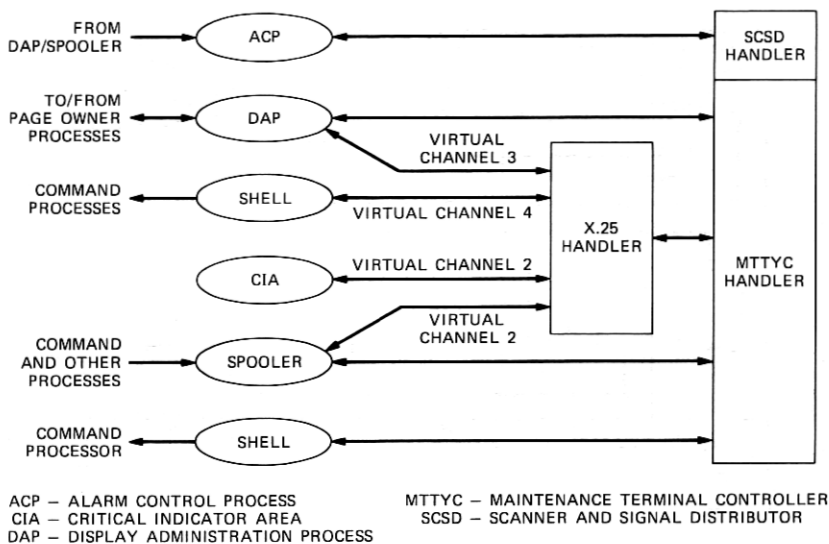 FROM
DAP/SPOOLER
ACP
SCSD
HANDLER
TO/FROM
PAGE OWNER
PROCESSES
DAP
VIRTUAL
CHANNEL 3
COMMAND
PROCESSES
SHELL
VIRTUAL CHANNEL 4
X.25
HANDLER
MTTYC
HANDLER
CIA
VIRTUAL CHANNEL 2
VIRTUAL
CHANNEL 2
COMMAND
AND OTHER
PROCESSES
SPOOLER
COMMAND
PROCESSOR
SHELL
ACP – ALARM CONTROL PROCESS
CIA – CRITICAL INDICATOR AREA
DAP – DISPLAY ADMINISTRATION PROCESS
MTTYC – MAINTENANCE TERMINAL CONTROLLER
SCSD – SCANNER AND SIGNAL DISTRIBUTOR